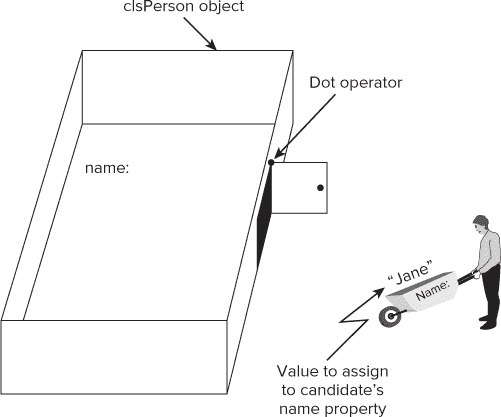 clsPerson object
Dot operator
name:
“Jane”
Name:
Value to assign
to candidate’s
name property